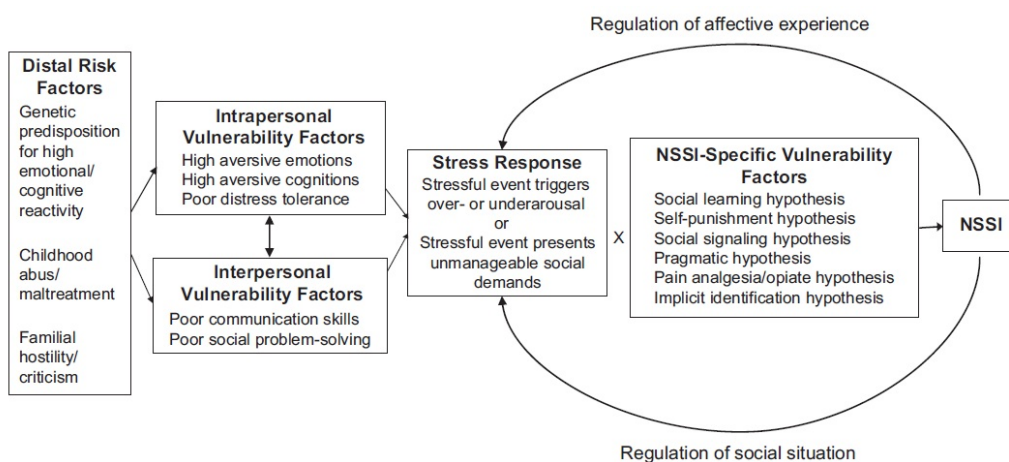 Regulation of affective experience
Distal Risk
Factors
Genetic
predisposition
for high
emotional/
cognitive
reactivity
Childhood
abus/
maltreatment
Familial
hostility/
criticism
Intrapersonal
Vulnerability Factors
High aversive emotions
High aversive cognitions
Poor distress tolerance
Interpersonal
Vulnerability Factors
Poor communication skills
Poor social problem-solving
Stress Response
Stressful event triggers
over- or underarousal
or
Stressful event presents
unmanageable social
demands
X
NSSI-Specific Vulnerability
Factors
Social learning hypothesis
Self-punishment hypothesis
Social signaling hypothesis
Pragmatic hypothesis
Pain analgesia/opiate hypothesis
Implicit identification hypothesis
NSSI
Regulation of social situation